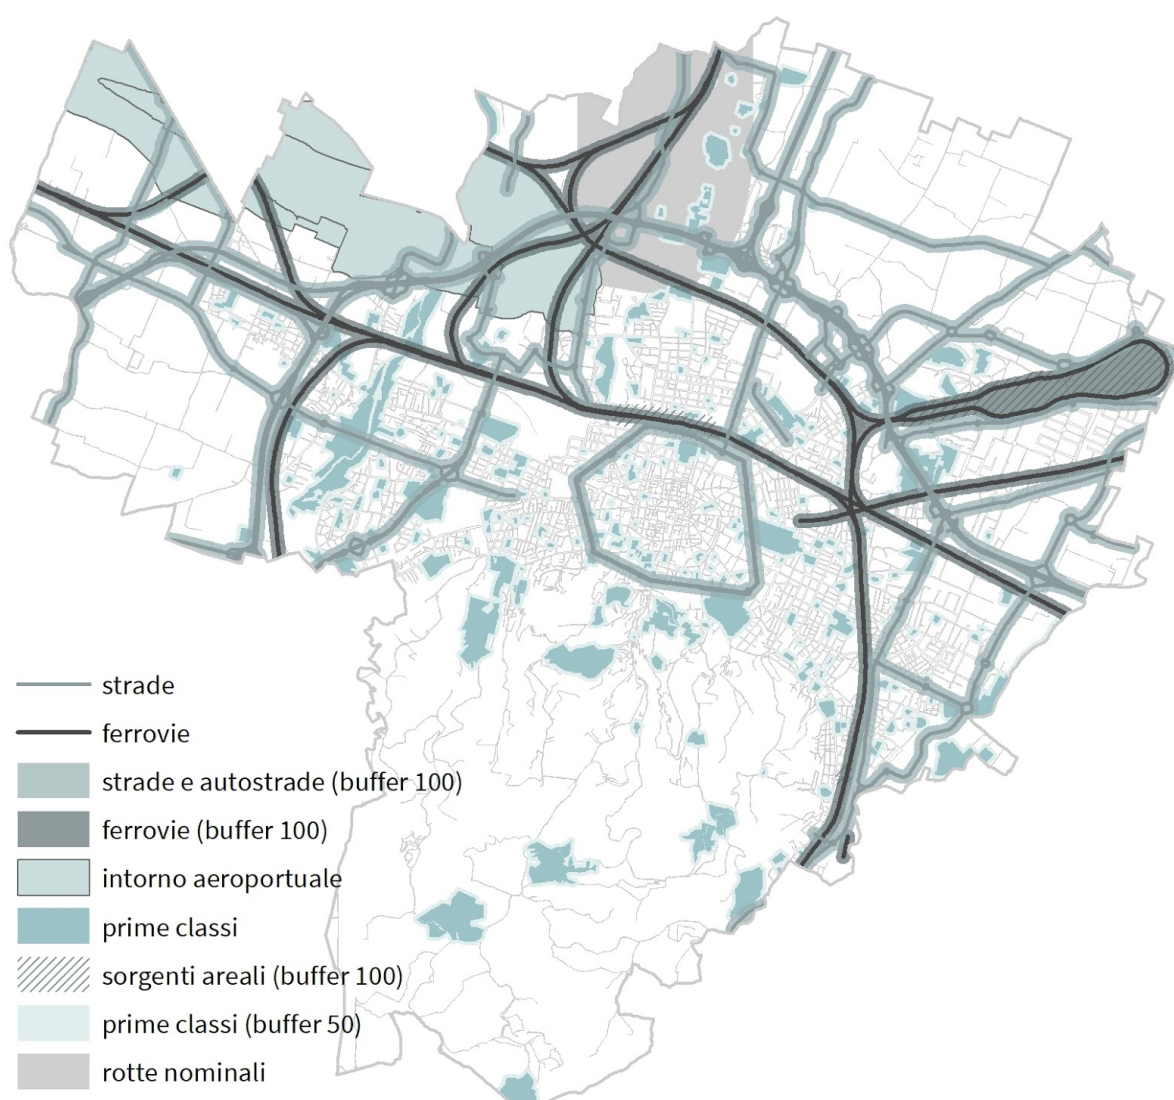 strade
ferrovie
strade e autostrade (buffer 100)
ferrovie (buffer 100)
intorno aeroportuale
prime classi
sorgenti areali (buffer 100)
prime classi (buffer 50)
rotte nominali